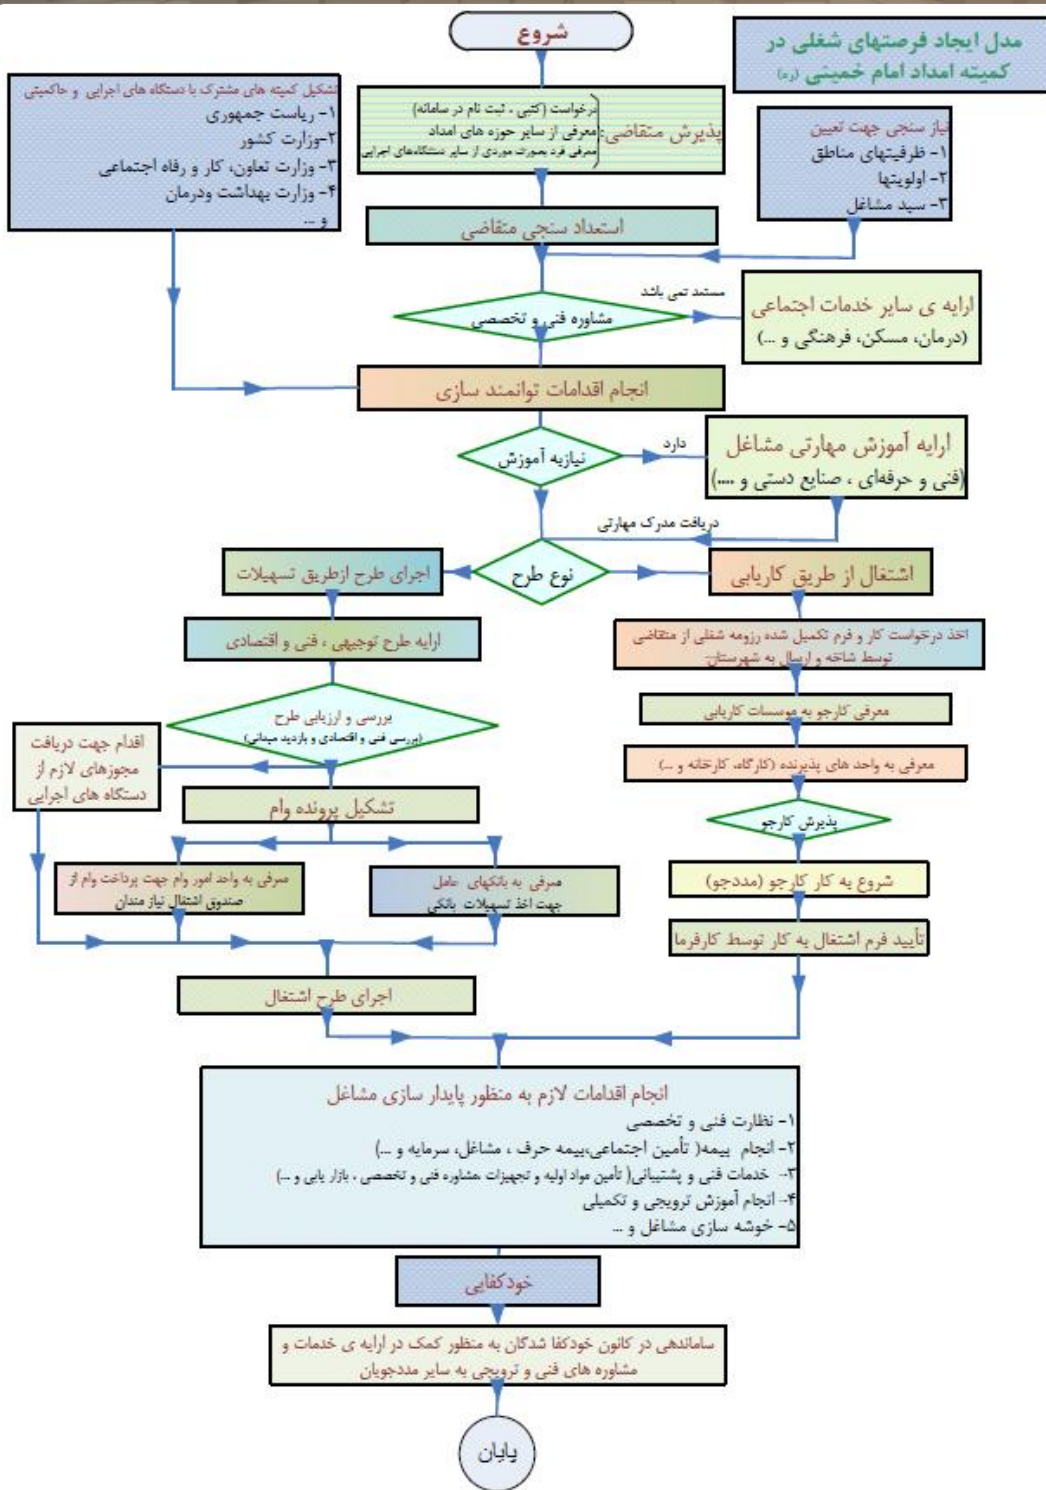 مدل ایجاد فرصتهای شغلی در
کمیته امداد امام خمینی (ره)
شروع
پذیرش متقاضی:
درخواست (کتبی ، ثبت نام در سامانه)
معرفی از سایر حوزه های امداد
معرفی فرد بصورت موردی از سایر دستگاه‌های اجرایی
تشکیل کمیته های مشترک با دستگاه های اجرایی و حاکمیتی
۱- ریاست جمهوری
۲-وزارت کشور
۳- وزارت تعاون، کار و رفاه اجتماعی
۴- وزارت بهداشت ودرمان
و ...
نیاز سنجی جهت تعیین
۱- ظرفیتهای مناطق
۲- اولویتها
۳- سبد مشاغل
استعداد سنجی متقاضی
مشاوره فنی و تخصصی
مستعد نمی باشد
ارایه ی سایر خدمات اجتماعی
(درمان، مسکن، فرهنگی و ...)
انجام اقدامات توانمند سازی
نیازبه آموزش
دارد
ارایه آموزش مهارتی مشاغل
(فنی و حرفه‌ای ، صنایع دستی و ....)
دریافت مدرک مهارتی
نوع طرح
اشتغال از طریق کاریابی
اجرای طرح ازطریق تسهیلات
اخذ درخواست کار و فرم تکمیل شده رزومه شغلی از متقاضی
توسط شاخه و ارسال به شهرستان
معرفی کارجو به موسسات کاریابی
معرفی به واحد های پذیرنده (کارگاه، کارخانه و ...)
پذیرش کارجو
شروع به کار کارجو (مددجو)
تأیید فرم اشتغال به کار توسط کارفرما
ارایه طرح توجیهی ، فنی و اقتصادی
بررسی و ارزیابی طرح
(بررسی فنی و اقتصادی و بازدید میدانی)
اقدام جهت دریافت
مجوزهای لازم از
دستگاه های اجرایی
تشکیل پرونده وام
معرفی به بانکهای عامل
جهت اخذ تسهیلات بانکی
معرفی به واحد امور وام جهت پرداخت وام از
صندوق اشتغال نیاز مندان
اجرای طرح اشتغال
انجام اقدامات لازم به منظور پایدار سازی مشاغل
۱- نظارت فنی و تخصصی
۲- انجام بیمه( تأمین اجتماعی،بیمه حرف ، مشاغل، سرمایه و ...)
۳- خدمات فنی و پشتیبانی( تأمین مواد اولیه و تجهیزات ،مشاوره فنی و تخصصی ، بازار یابی و ...)
۴- انجام آموزش ترویجی و تکمیلی
۵- خوشه سازی مشاغل و ...
خودکفایی
ساماندهی در کانون خودکفا شدگان به منظور کمک در ارایه ی خدمات و
مشاوره های فنی و ترویجی به سایر مددجویان
پایان